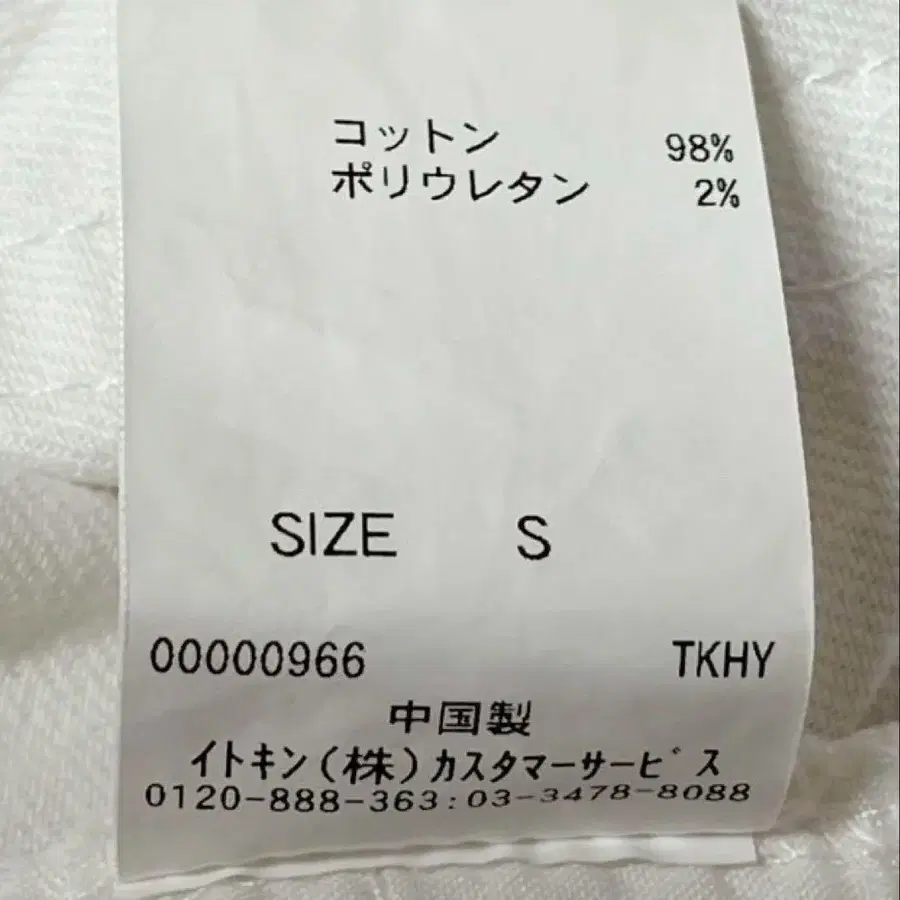 コットン 98%
ポリウレタン 2%
SIZE S
00000966 TKHY
中国製
イトキン(株)カスタマーサービス
0120-888-363:03-3478-8088